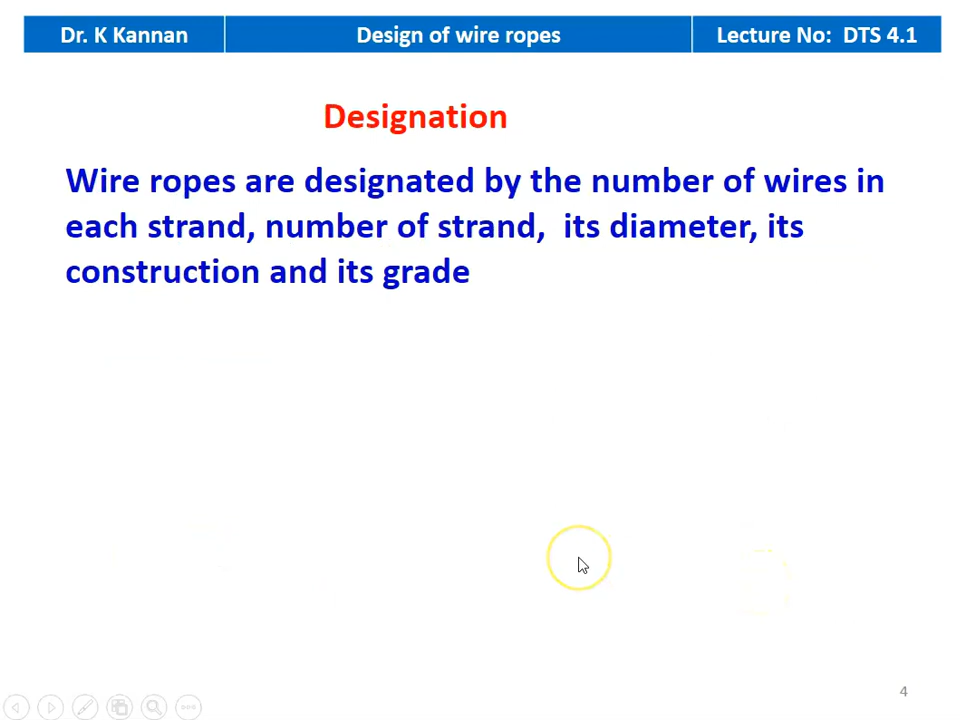 Dr. K Kannan
Design of wire ropes
Lecture No: DTS 4.1
Designation
Wire ropes are designated by the number of wires in
each strand, number of strand, its diameter, its
construction and its grade
4